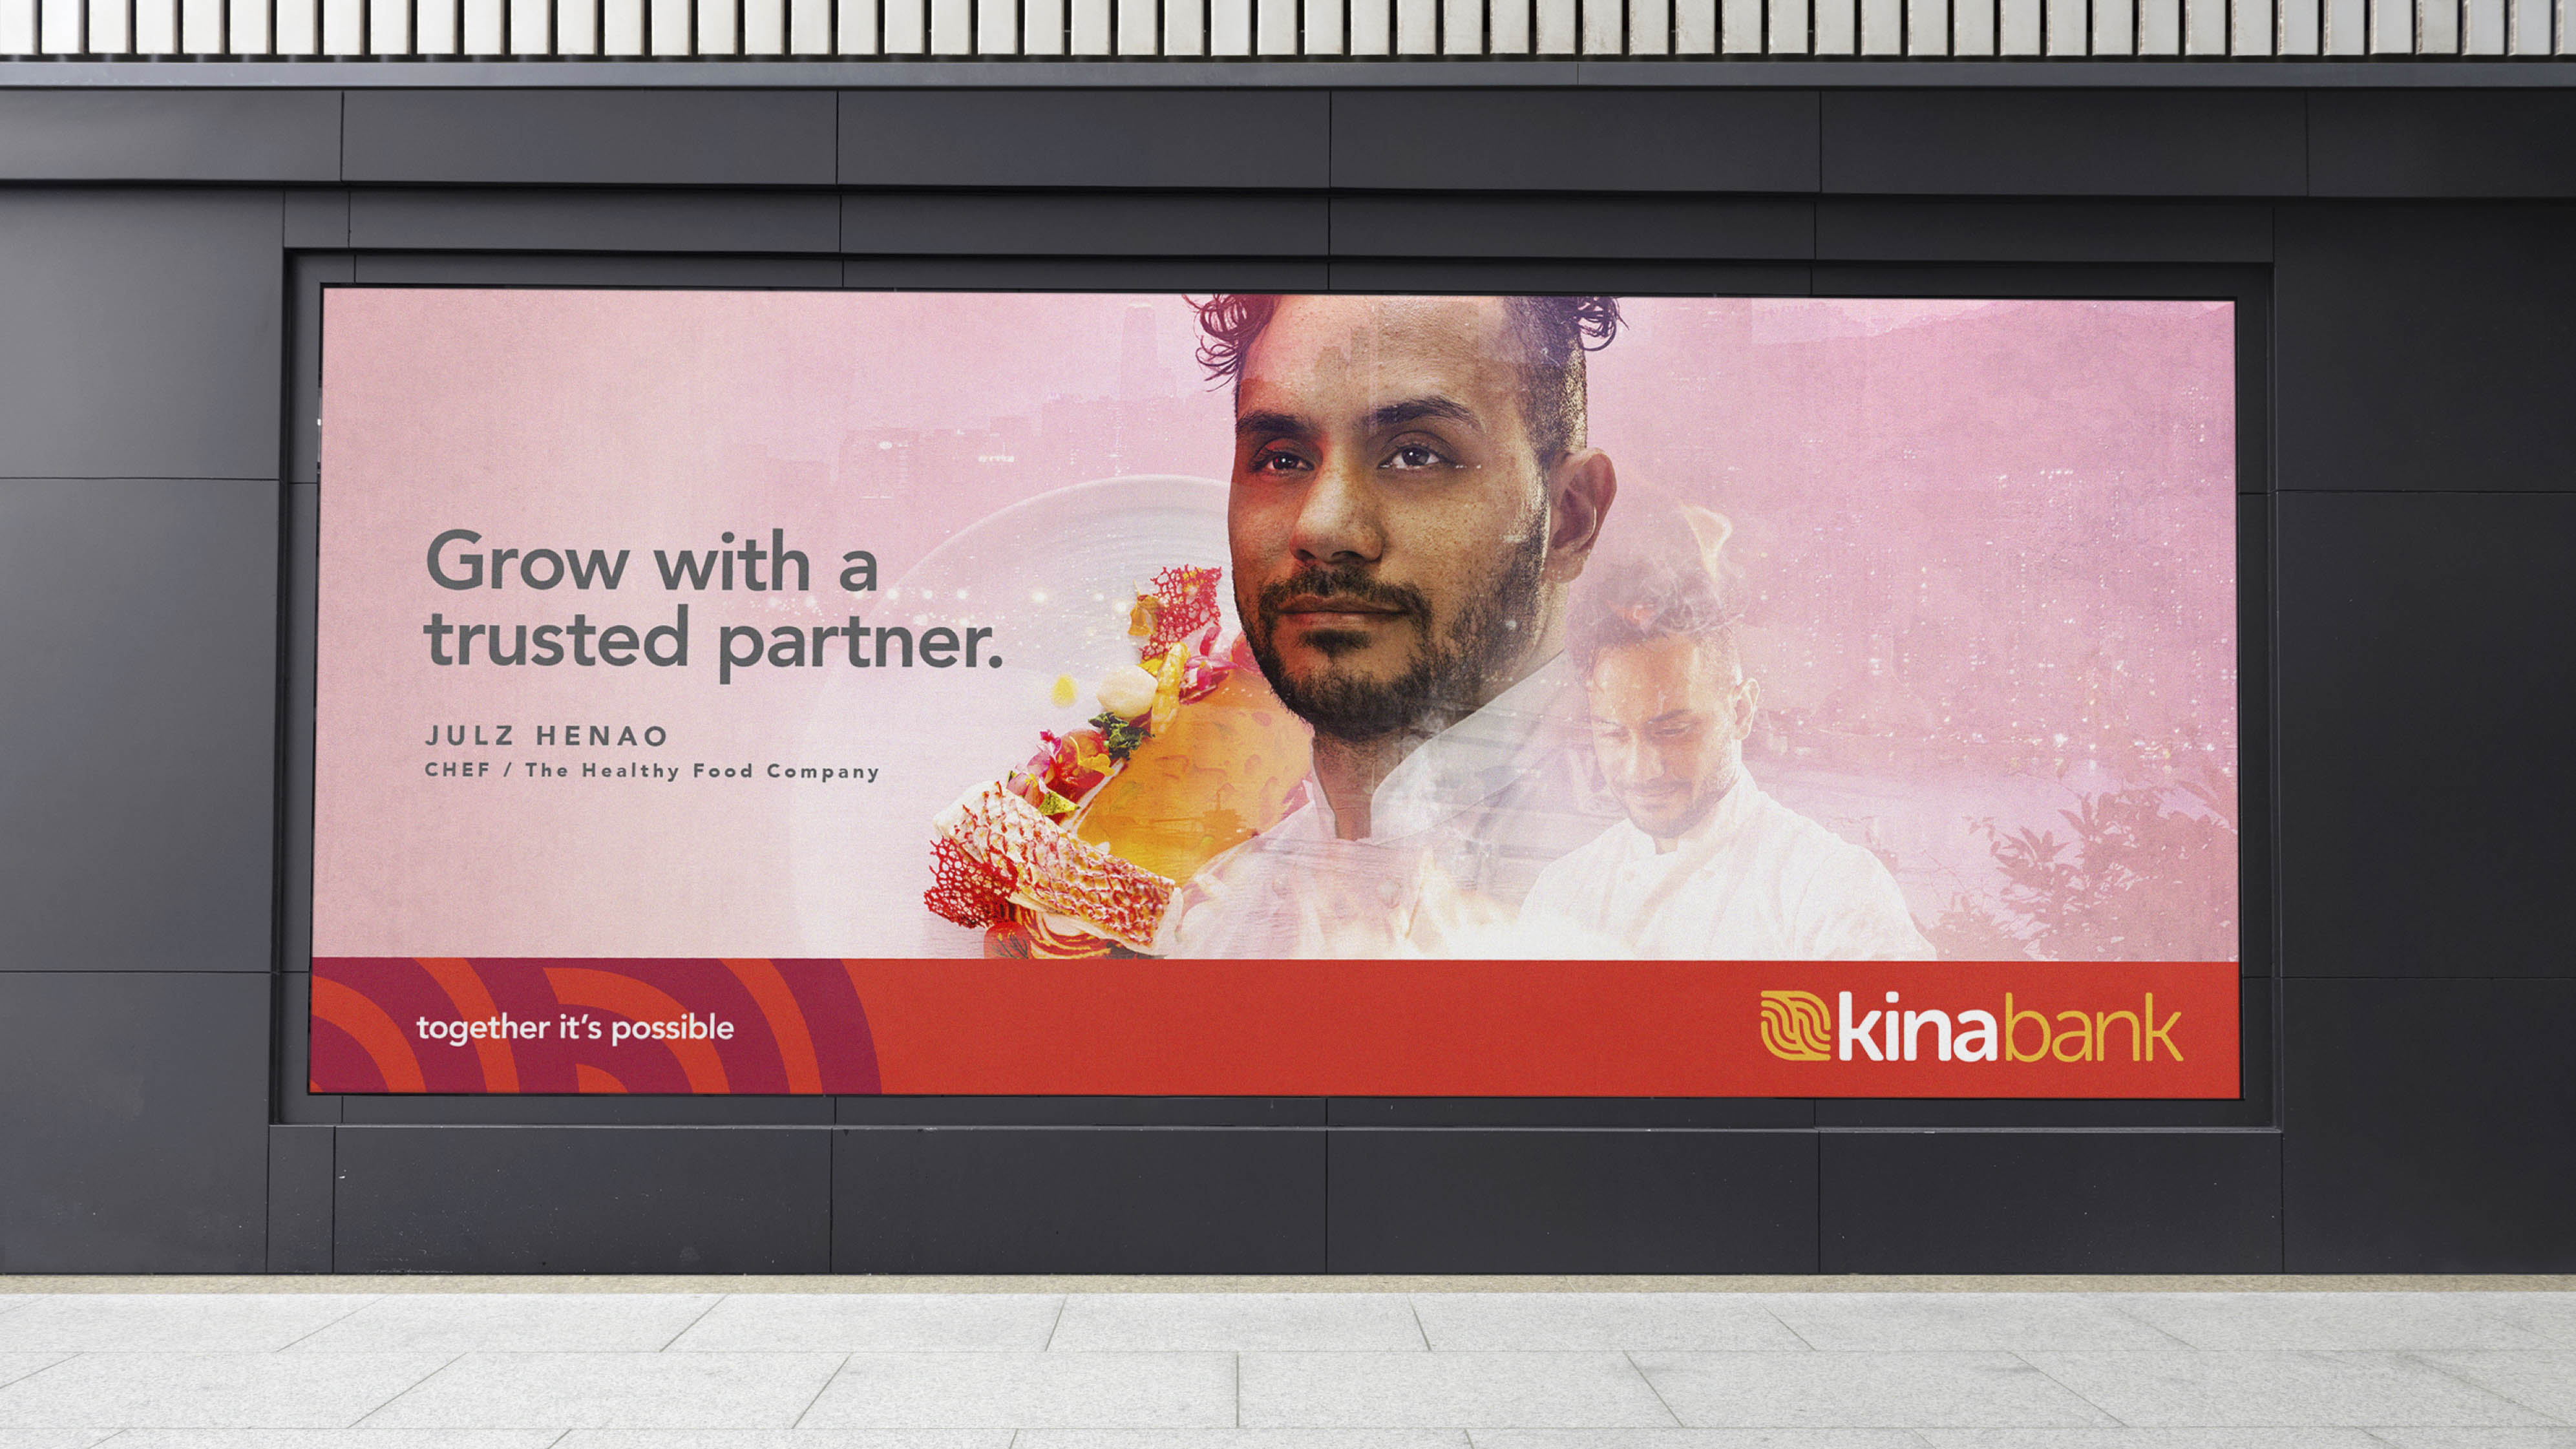 Grow with a
trusted partner.
JULZ HENAO
CHEF / The Healthy Food Company
together it's possible
kinabank